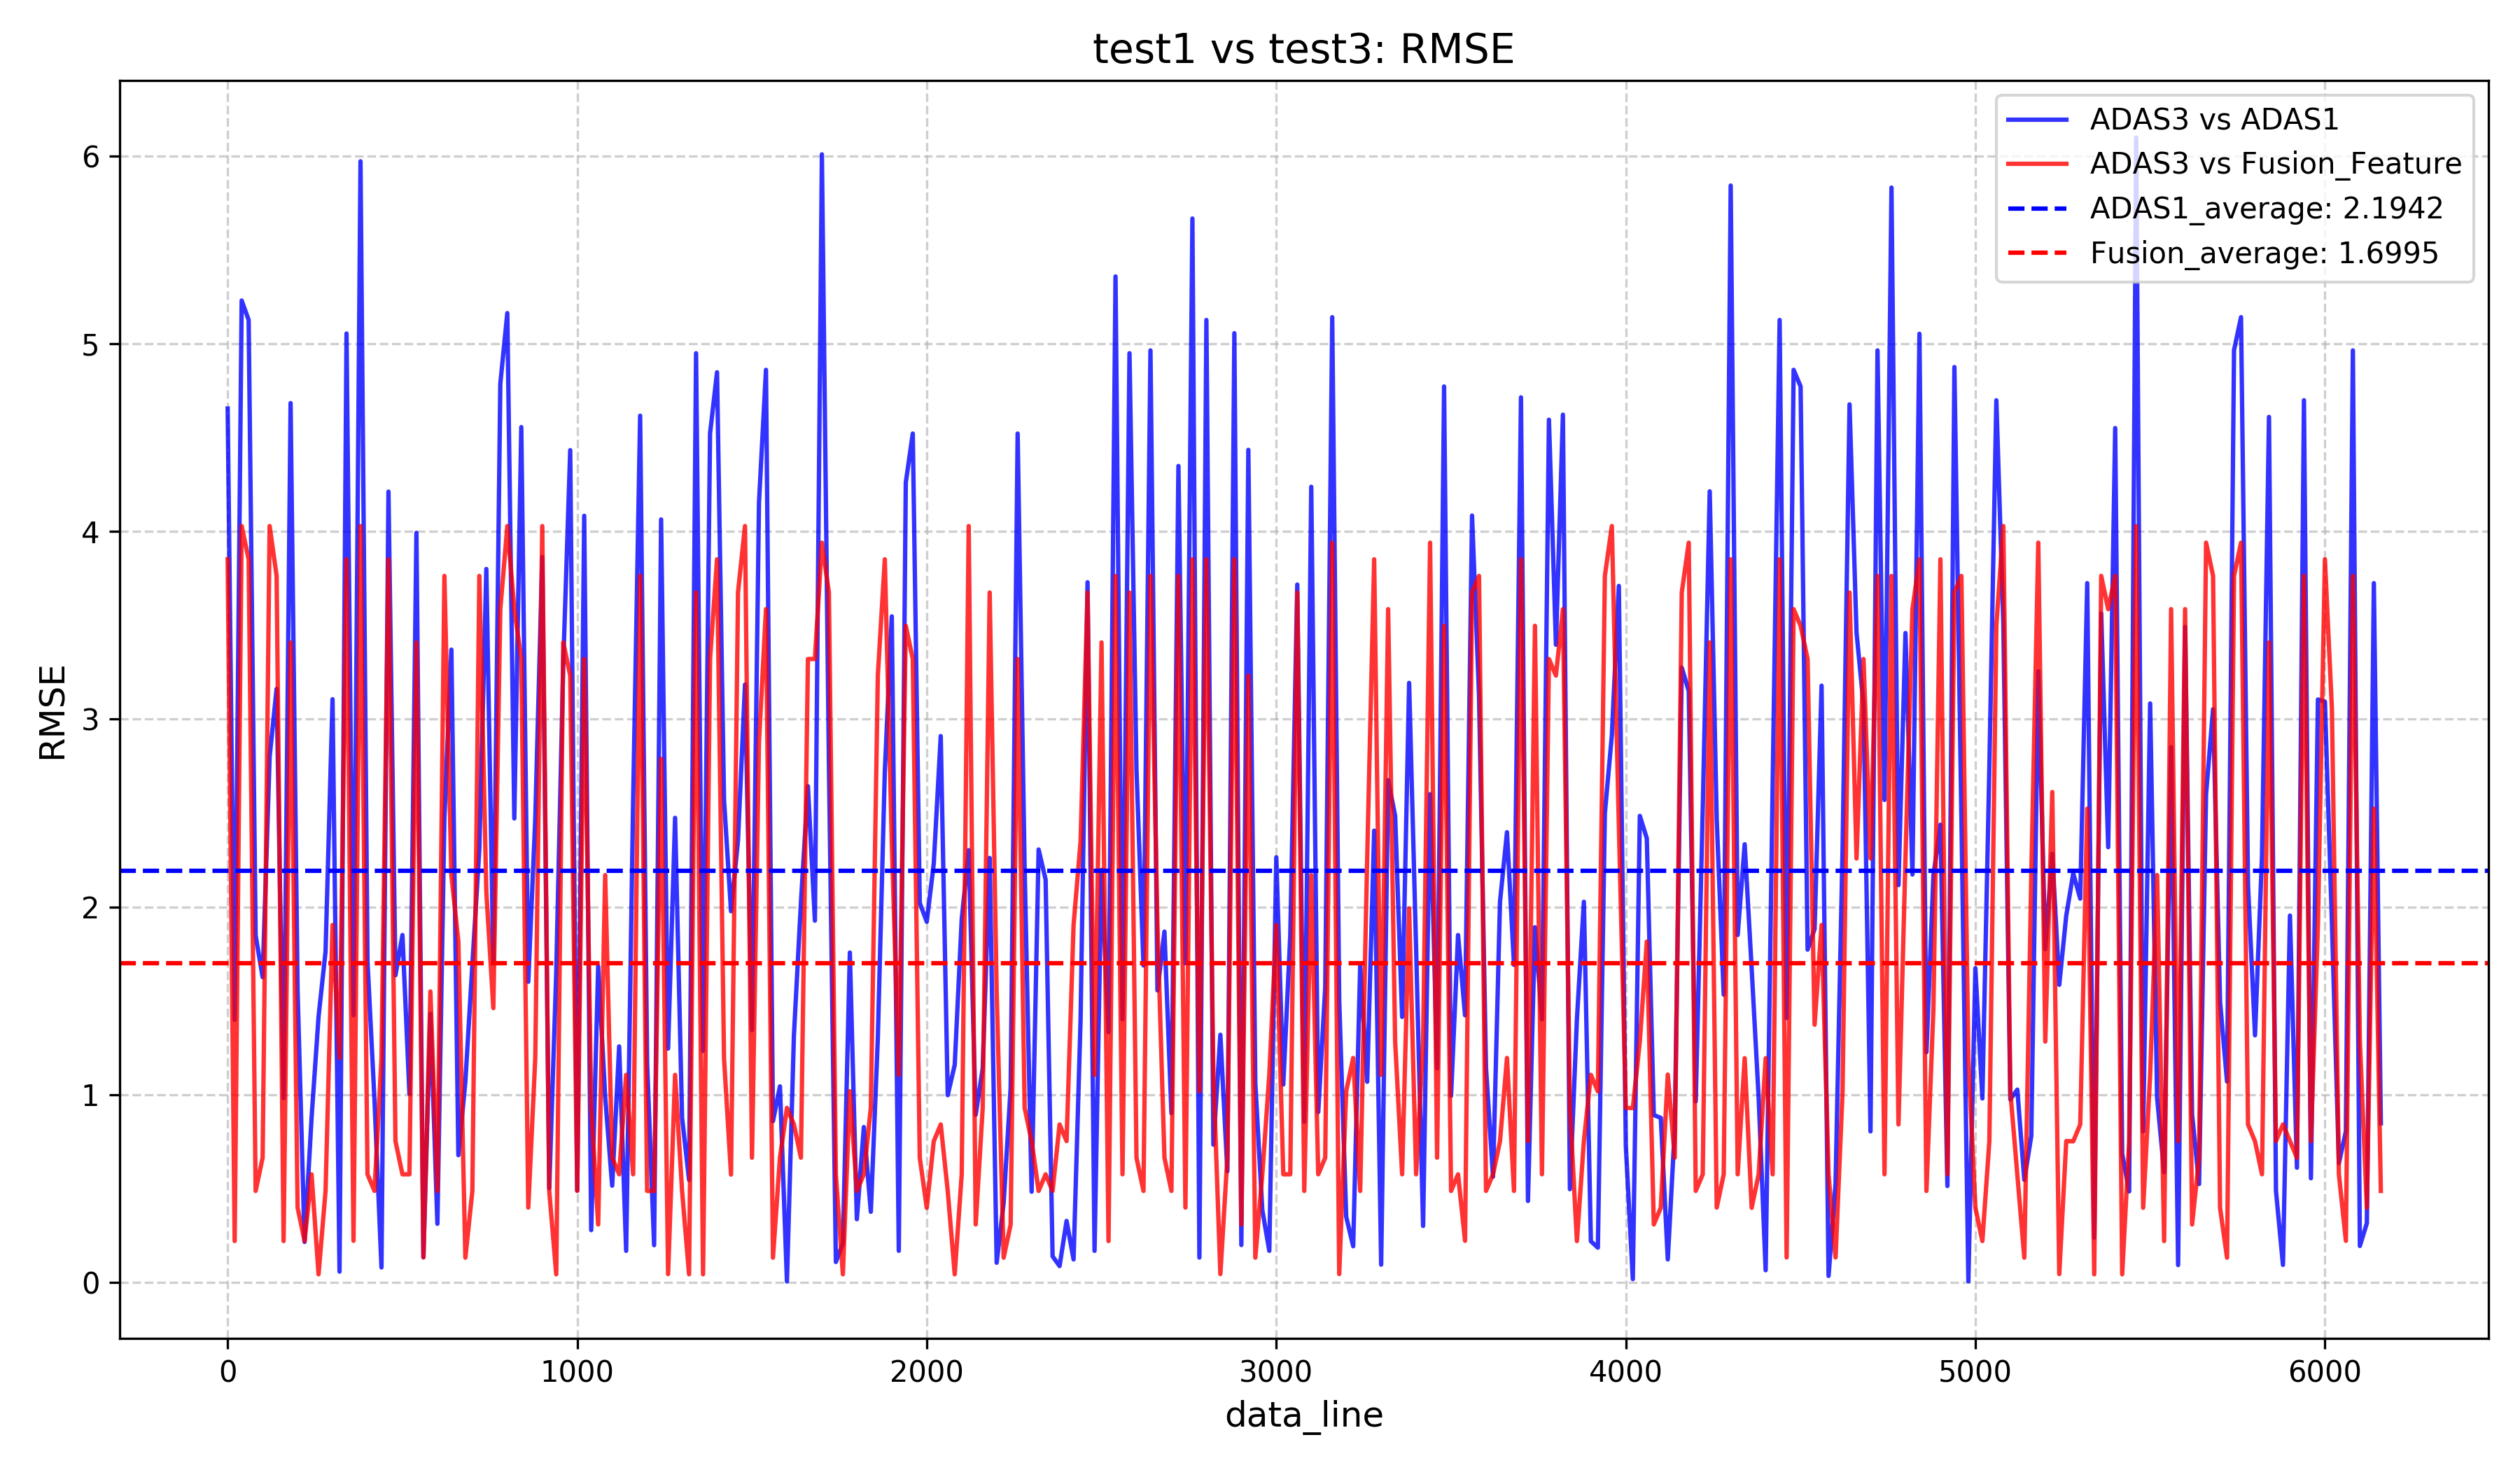 test1 vs test3: RMSE
ADAS3 vs ADAS1
ADAS3 vs Fusion_Feature
ADAS1_average: 2.1942
Fusion_average: 1.6995
RMSE
6
5
4
3
2
1
0
0 1000 2000 3000 4000 5000 6000
data_line